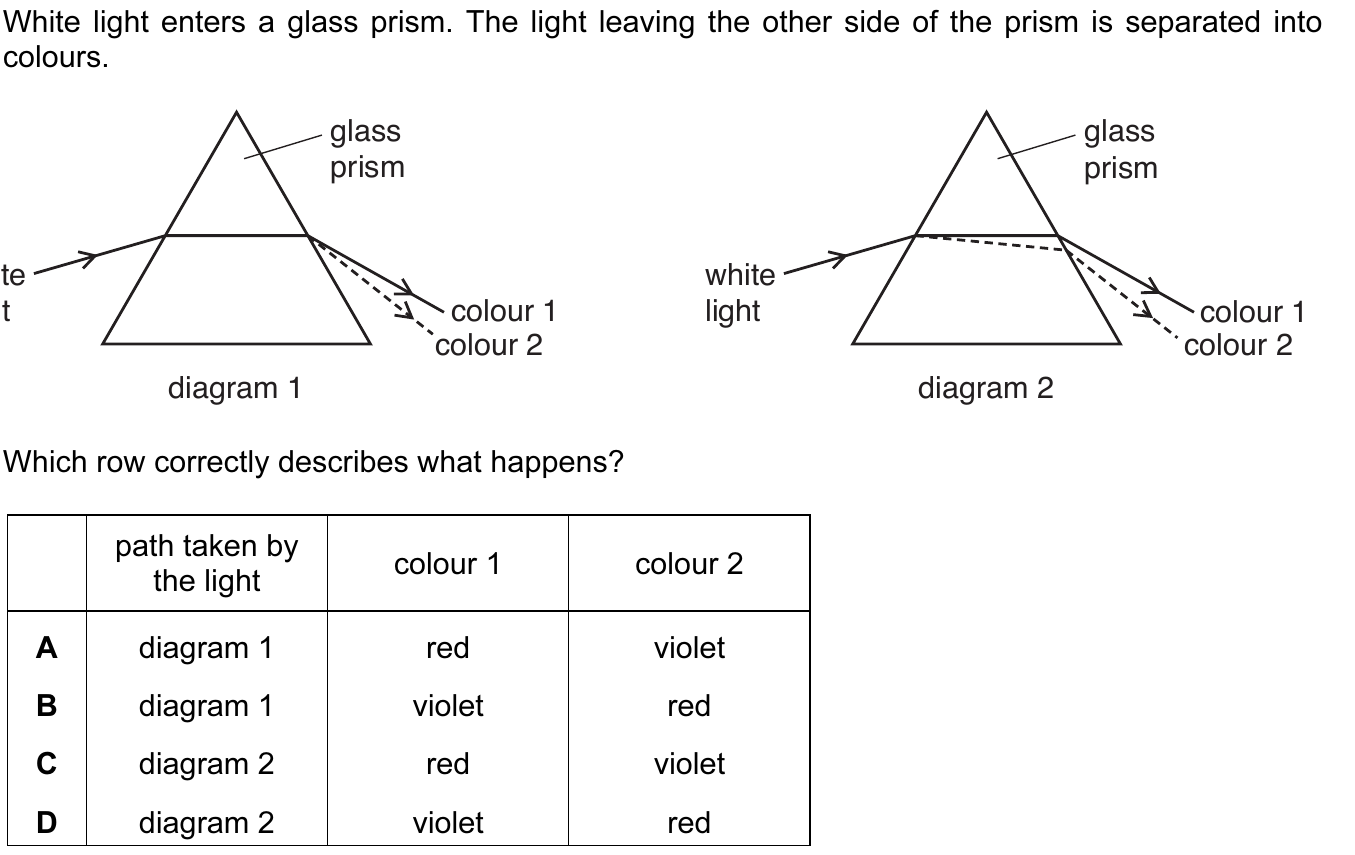 White light enters a glass prism. The light leaving the other side of the prism is separated into
colours.
glass
prism
te
t
colour 1
colour 2
diagram 1
glass
prism
white
light
colour 1
colour 2
diagram 2
Which row correctly describes what happens?
path taken by
the light
colour 1
colour 2
A diagram 1 red violet
B diagram 1 violet red
C diagram 2 red violet
D diagram 2 violet red